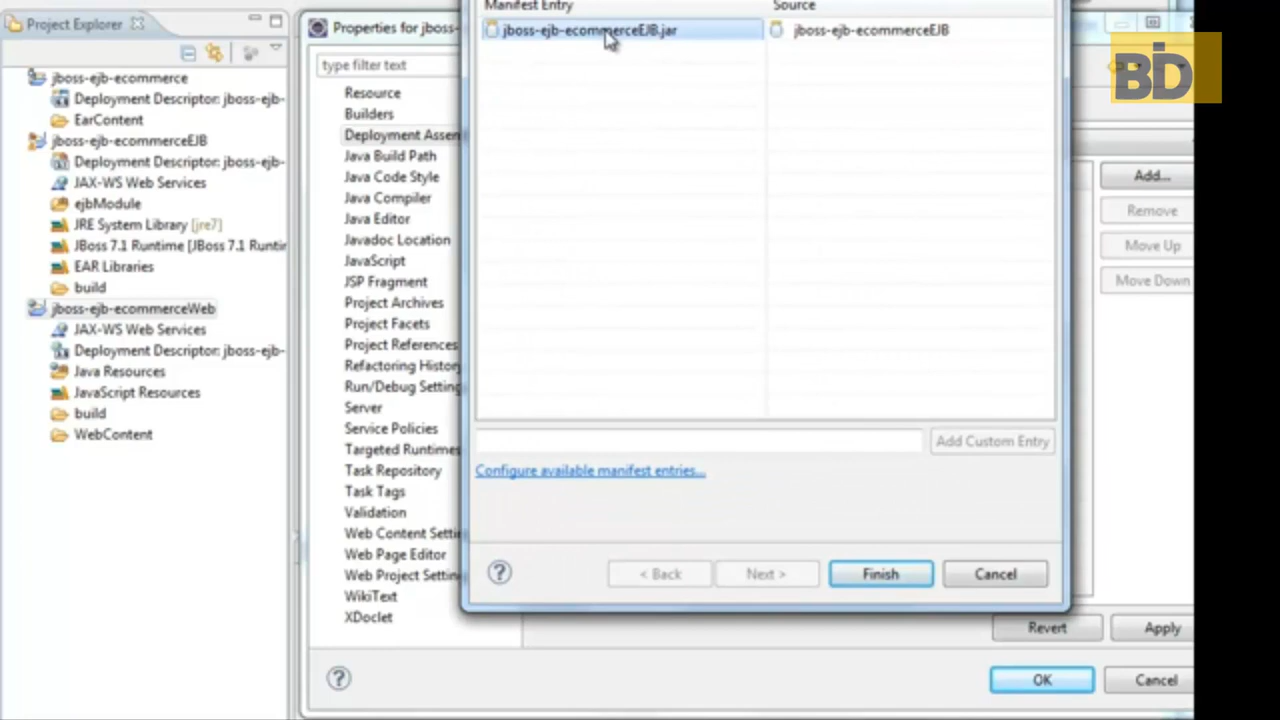 Project Explorer
jboss-ejb-ecommerce
Deployment Descriptor: jboss-ejb-
EarContent
jboss-ejb-ecommerceEJB
Deployment Descriptor: jboss-ejb-
JAX-WS Web Services
ejbModule
JRE System Library [jre7]
JBoss 7.1 Runtime [JBoss 7.1 Runtir
EAR Libraries
build
jboss-ejb-ecommerceWeb
JAX-WS Web Services
Deployment Descriptor: jboss-ejb-
Java Resources
JavaScript Resources
build
WebContent
Properties for jboss-
type filter text
Resource
Builders
Deployment Assen
Java Build Path
Java Code Style
Java Compiler
Java Editor
Javadoc Location
JavaScript
JSP Fragment
Project Archives
Project Facets
Project References
Refactoring History
Run/Debug Setting
Server
Service Policies
Targeted Runtimes
Task Repository
Task Tags
Validation
Web Content Settin
Web Page Editor
Web Project Setting
WikiText
XDoclet
Manifest Entry Source
jboss-ejb-ecommerceEJB.jar jboss-ejb-ecommerceEJB
Add Custom Entry
Configure available manifest entries...
< Back Next > Finish Cancel
BD
Add...
Remove
Move Up
Move Down
Revert Apply
OK Cancel